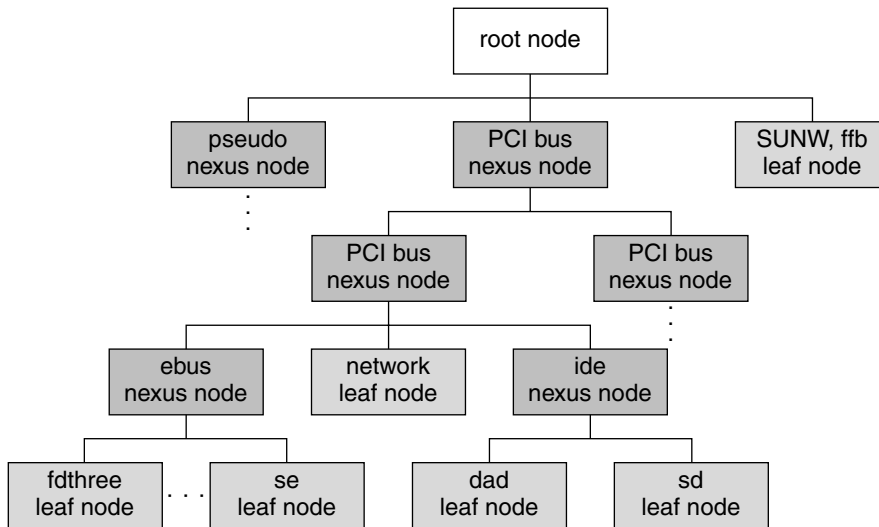 root node
pseudo
nexus node
PCI bus
nexus node
SUNW, ffb
leaf node
PCI bus
nexus node
PCI bus
nexus node
ebus
nexus node
network
leaf node
ide
nexus node
fdthree
leaf node
. . .
se
leaf node
dad
leaf node
sd
leaf node